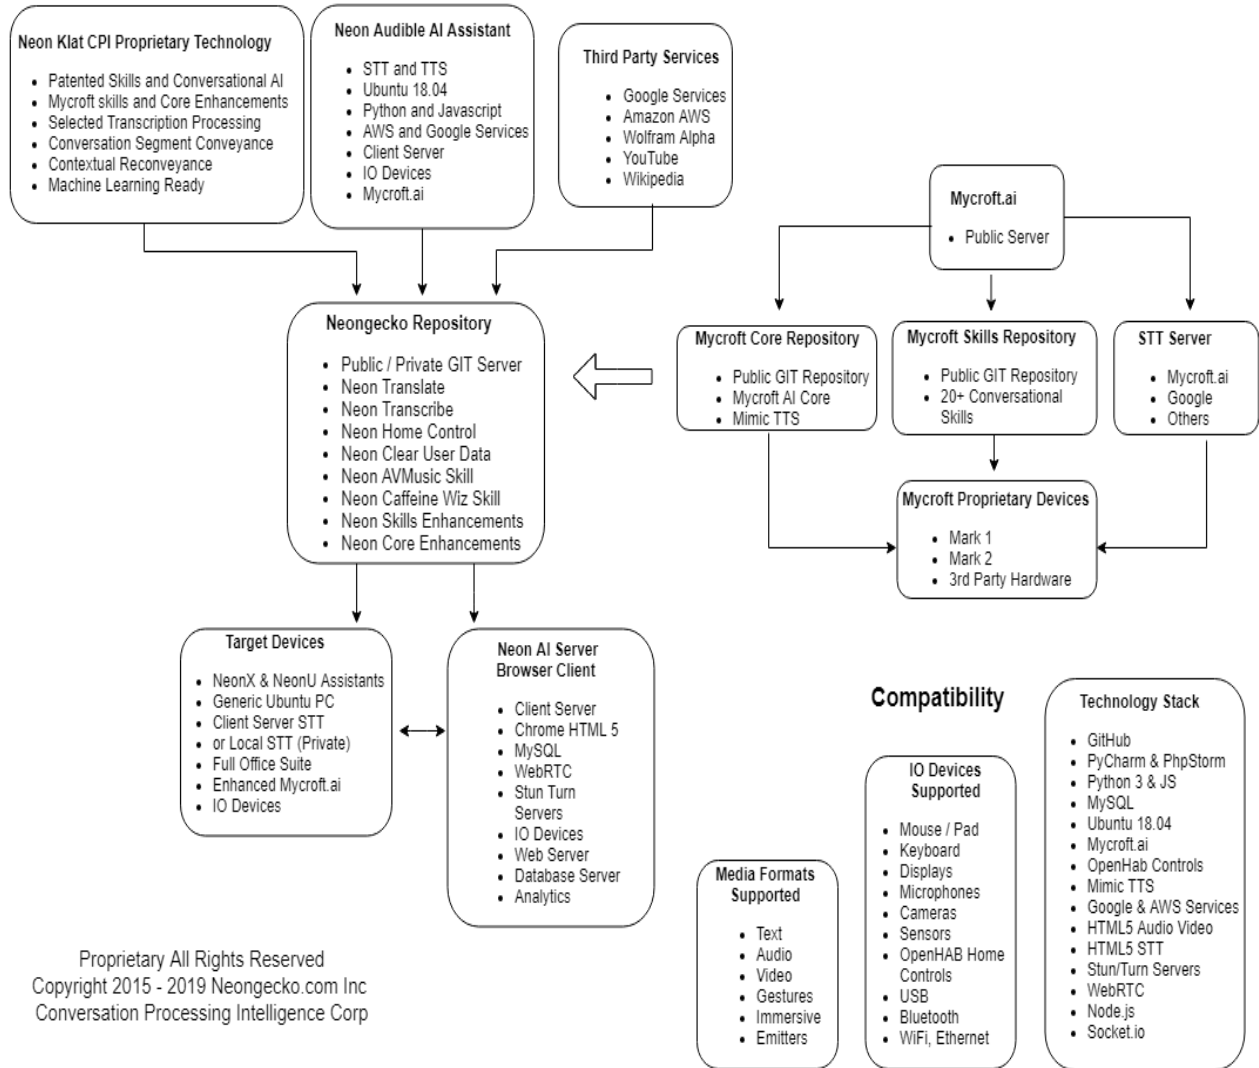 Neon Klat CPI Proprietary Technology
• Patented Skills and Conversational AI
• Mycroft skills and Core Enhancements
• Selected Transcription Processing
• Conversation Segment Conveyance
• Contextual Reconveyance
• Machine Learning Ready
Neon Audible AI Assistant
• STT and TTS
• Ubuntu 18.04
• Python and Javascript
• AWS and Google Services
• Client Server
• IO Devices
• Mycroft.ai
Third Party Services
• Google Services
• Amazon AWS
• Wolfram Alpha
• YouTube
• Wikipedia
Mycroft.ai
• Public Server
Neongecko Repository
• Public / Private GIT Server
• Neon Translate
• Neon Transcribe
• Neon Home Control
• Neon Clear User Data
• Neon AVMusic Skill
• Neon Caffeine Wiz Skill
• Neon Skills Enhancements
• Neon Core Enhancements
Mycroft Core Repository
• Public GIT Repository
• Mycroft AI Core
• Mimic TTS
Mycroft Skills Repository
• Public GIT Repository
• 20+ Conversational
Skills
STT Server
• Mycroft.ai
• Google
• Others
Mycroft Proprietary Devices
• Mark 1
• Mark 2
• 3rd Party Hardware
Target Devices
• NeonX & NeonU Assistants
• Generic Ubuntu PC
• Client Server STT
• or Local STT (Private)
• Full Office Suite
• Enhanced Mycroft.ai
• IO Devices
Neon AI Server
Browser Client
• Client Server
• Chrome HTML 5
• MySQL
• WebRTC
• Stun Turn
Servers
• IO Devices
• Web Server
• Database Server
• Analytics
Compatibility
Media Formats
Supported
• Text
• Audio
• Video
• Gestures
• Immersive
• Emitters
IO Devices
Supported
• Mouse / Pad
• Keyboard
• Displays
• Microphones
• Cameras
• Sensors
• OpenHAB Home
Controls
• USB
• Bluetooth
• WiFi, Ethernet
Technology Stack
• GitHub
• PyCharm & PhpStorm
• Python 3 & JS
• MySQL
• Ubuntu 18.04
• Mycroft.ai
• OpenHab Controls
• Mimic TTS
• Google & AWS Services
• HTML5 Audio Video
• HTML5 STT
• Stun/Turn Servers
• WebRTC
• Node.js
• Socket.io
Proprietary All Rights Reserved
Copyright 2015 - 2019 Neongecko.com Inc
Conversation Processing Intelligence Corp